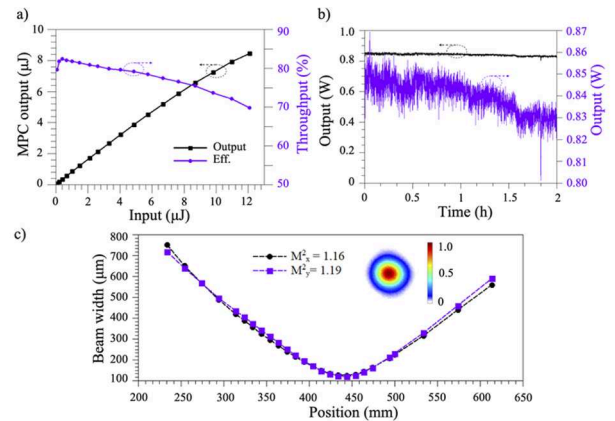 a)
MPC output (µJ)
10
8
6
4
2
0
0 2 4 6 8 10 12 14
Input (µJ)
90
80
70
60
50
Throughput (%)
Output
Eff.
b)
Output (W)
1.0
0.8
0.6
0.4
0.2
0
0 0.5 1 1.5 2
Time (h)
0.87
0.86
0.85
0.84
0.83
0.82
0.81
0.80
Output (W)
c)
Beam width (µm)
800
700
600
500
400
300
200
100
200 250 300 350 400 450 500 550 600 650
Position (mm)
M²x = 1.16
M²y= 1.19
1.0
0.5
0